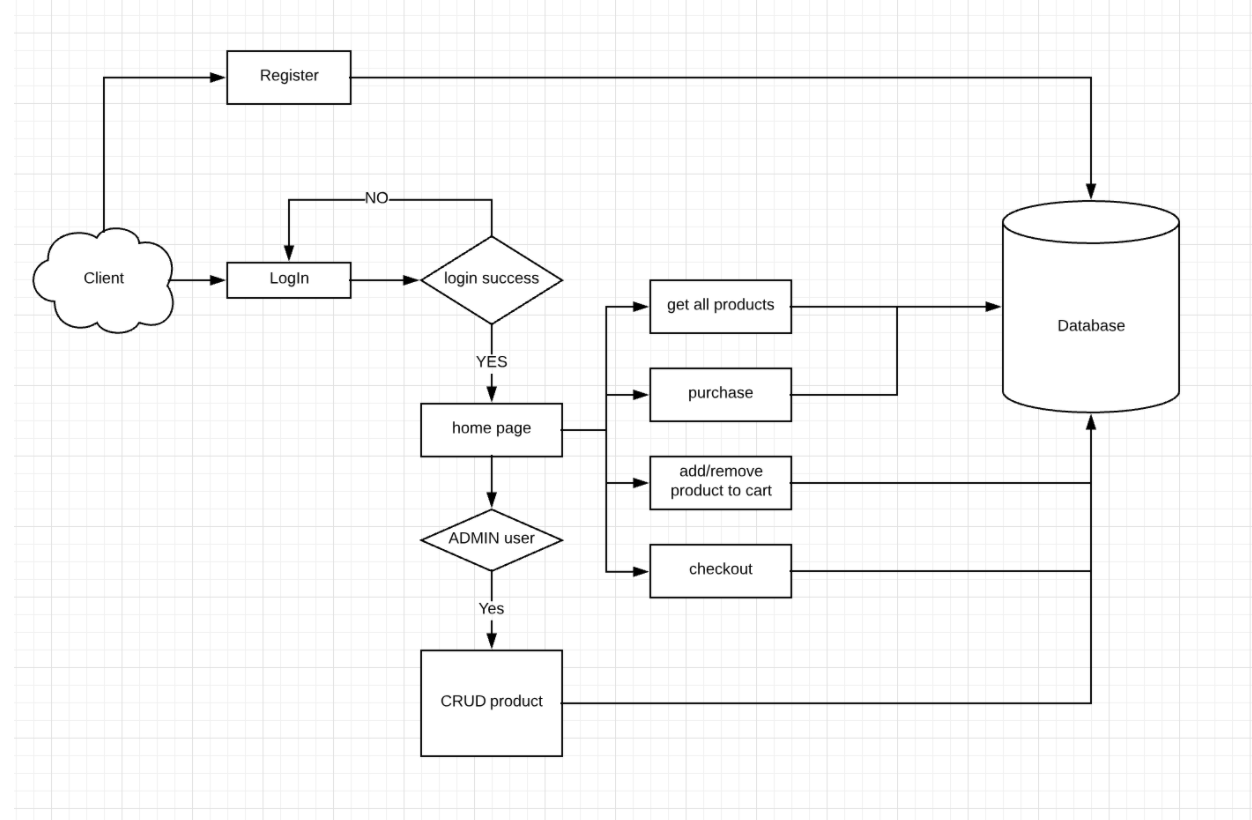 Register
NO
Client
LogIn
login success
get all products
Database
YES
purchase
home page
add/remove
product to cart
ADMIN user
checkout
Yes
CRUD product